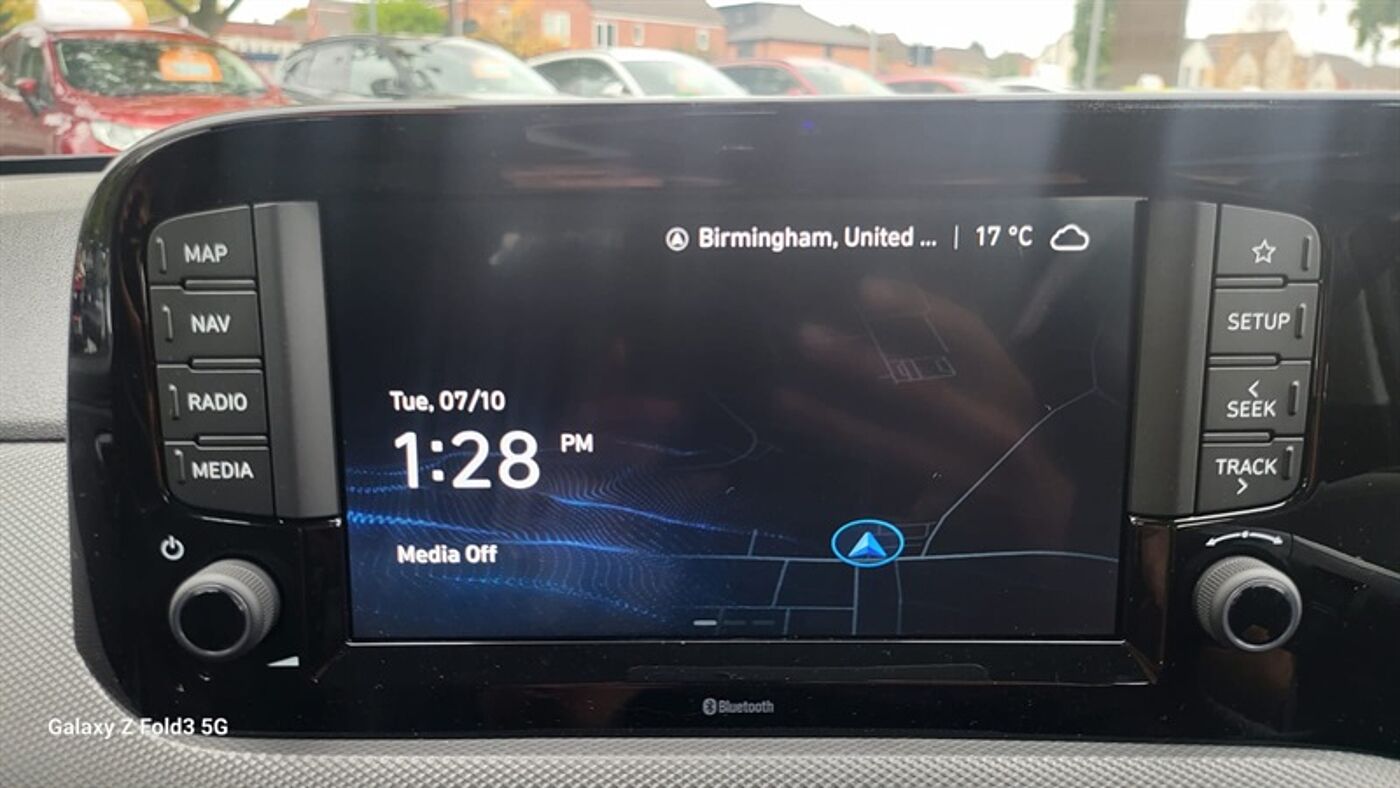 MAP
NAV
RADIO
MEDIA
Birmingham, United ... | 17 °C
Tue, 07/10
1:28 PM
Media Off
SETUP
< SEEK
TRACK >
Bluetooth
Galaxy Z Fold3 5G